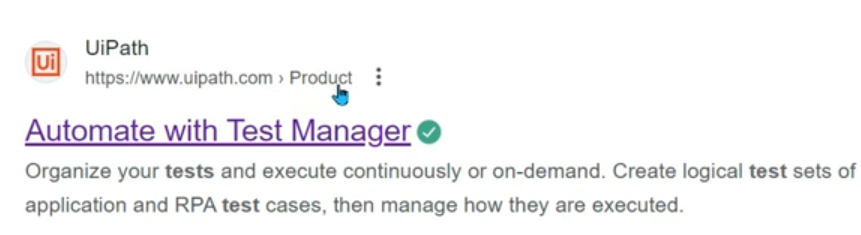 Ui
UiPath
https://www.uipath.com › Product
Automate with Test Manager
Organize your tests and execute continuously or on-demand. Create logical test sets of
application and RPA test cases, then manage how they are executed.